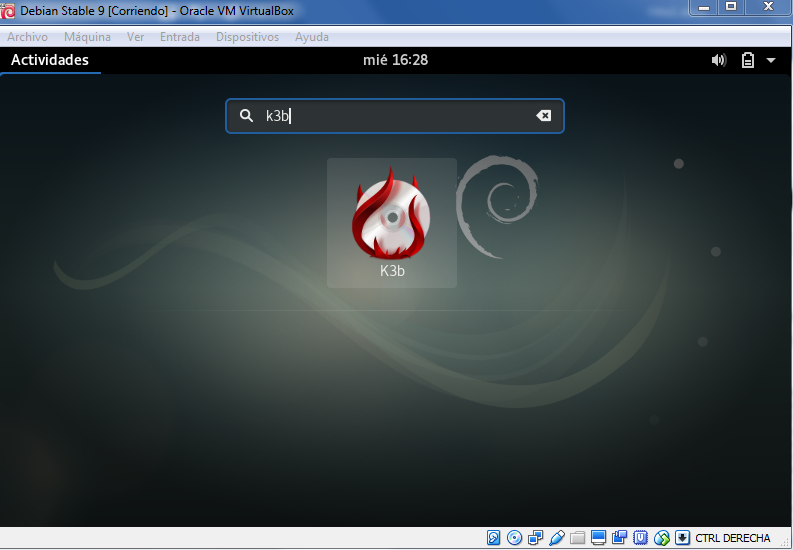 Debian Stable 9 [Corriendo] - Oracle VM VirtualBox
Archivo Máquina Ver Entrada Dispositivos Ayuda
Actividades mié 16:28
k3b
K3b
CTRL DERECHA